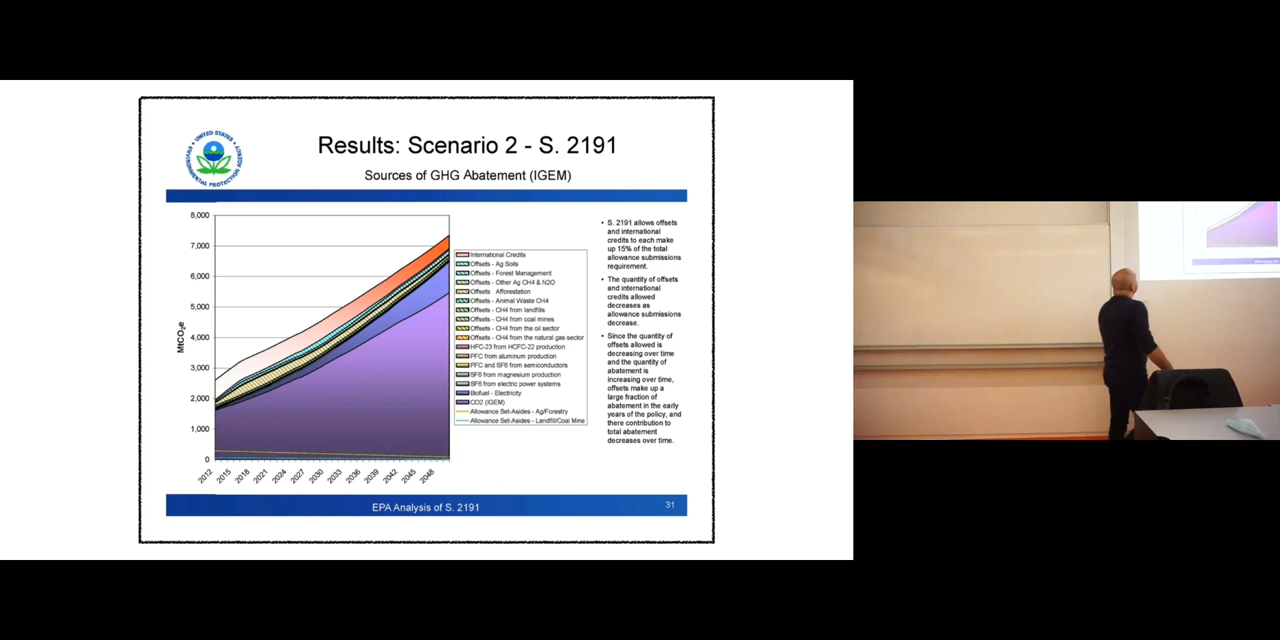 UNITED STATES
ENVIRONMENTAL PROTECTION AGENCY
Results: Scenario 2 - S. 2191
Sources of GHG Abatement (IGEM)
8,000
7,000
6,000
5,000
4,000
3,000
2,000
1,000
0
MtCO2e
2012
2015
2018
2021
2024
2027
2030
2033
2036
2039
2042
2045
2048
International Credits
Offsets - Ag Soils
Offsets - Forest Management
Offsets - Other Ag CH4 & N2O
Offsets Afforestation
Offsets - Animal Waste CH4
Offsets - CH4 from landfills
Offsets - CH4 from coal mines
Offsets - CH4 from the oil sector
Offsets - CH4 from the natural gas sector
HFC-23 from HCFC-22 production
PFC from aluminum production
PFC and SF6 from semiconductors
SF6 from magnesium production
SF6 from electric power systems
Biofuel - Electricity
CO2 (IGEM)
Allowance Set-Asides - Ag/Forestry
Allowance Set-Asides - Landfill/Coal Mine
• S. 2191 allows offsets
and international
credits to each make
up 15% of the total
allowance submissions
requirement.
• The quantity of offsets
and international
credits allowed
decreases as
allowance submissions
decrease.
• Since the quantity of
offsets allowed is
decreasing over time
and the quantity of
abatement is
increasing over time,
offsets make up a
large fraction of
abatement in the early
years of the policy, and
there contribution to
total abatement
decreases over time.
EPA Analysis of S. 2191
31